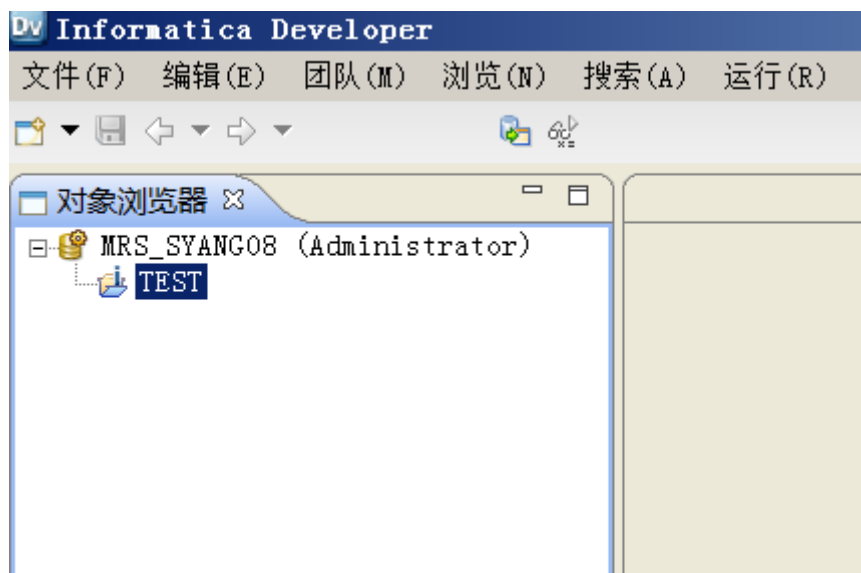 Dv Informatica Developer
文件(F) 编辑(E) 团队(M) 浏览(N) 搜索(A) 运行(R)
对象浏览器
MRS_SYANG08 (Administrator)
TEST